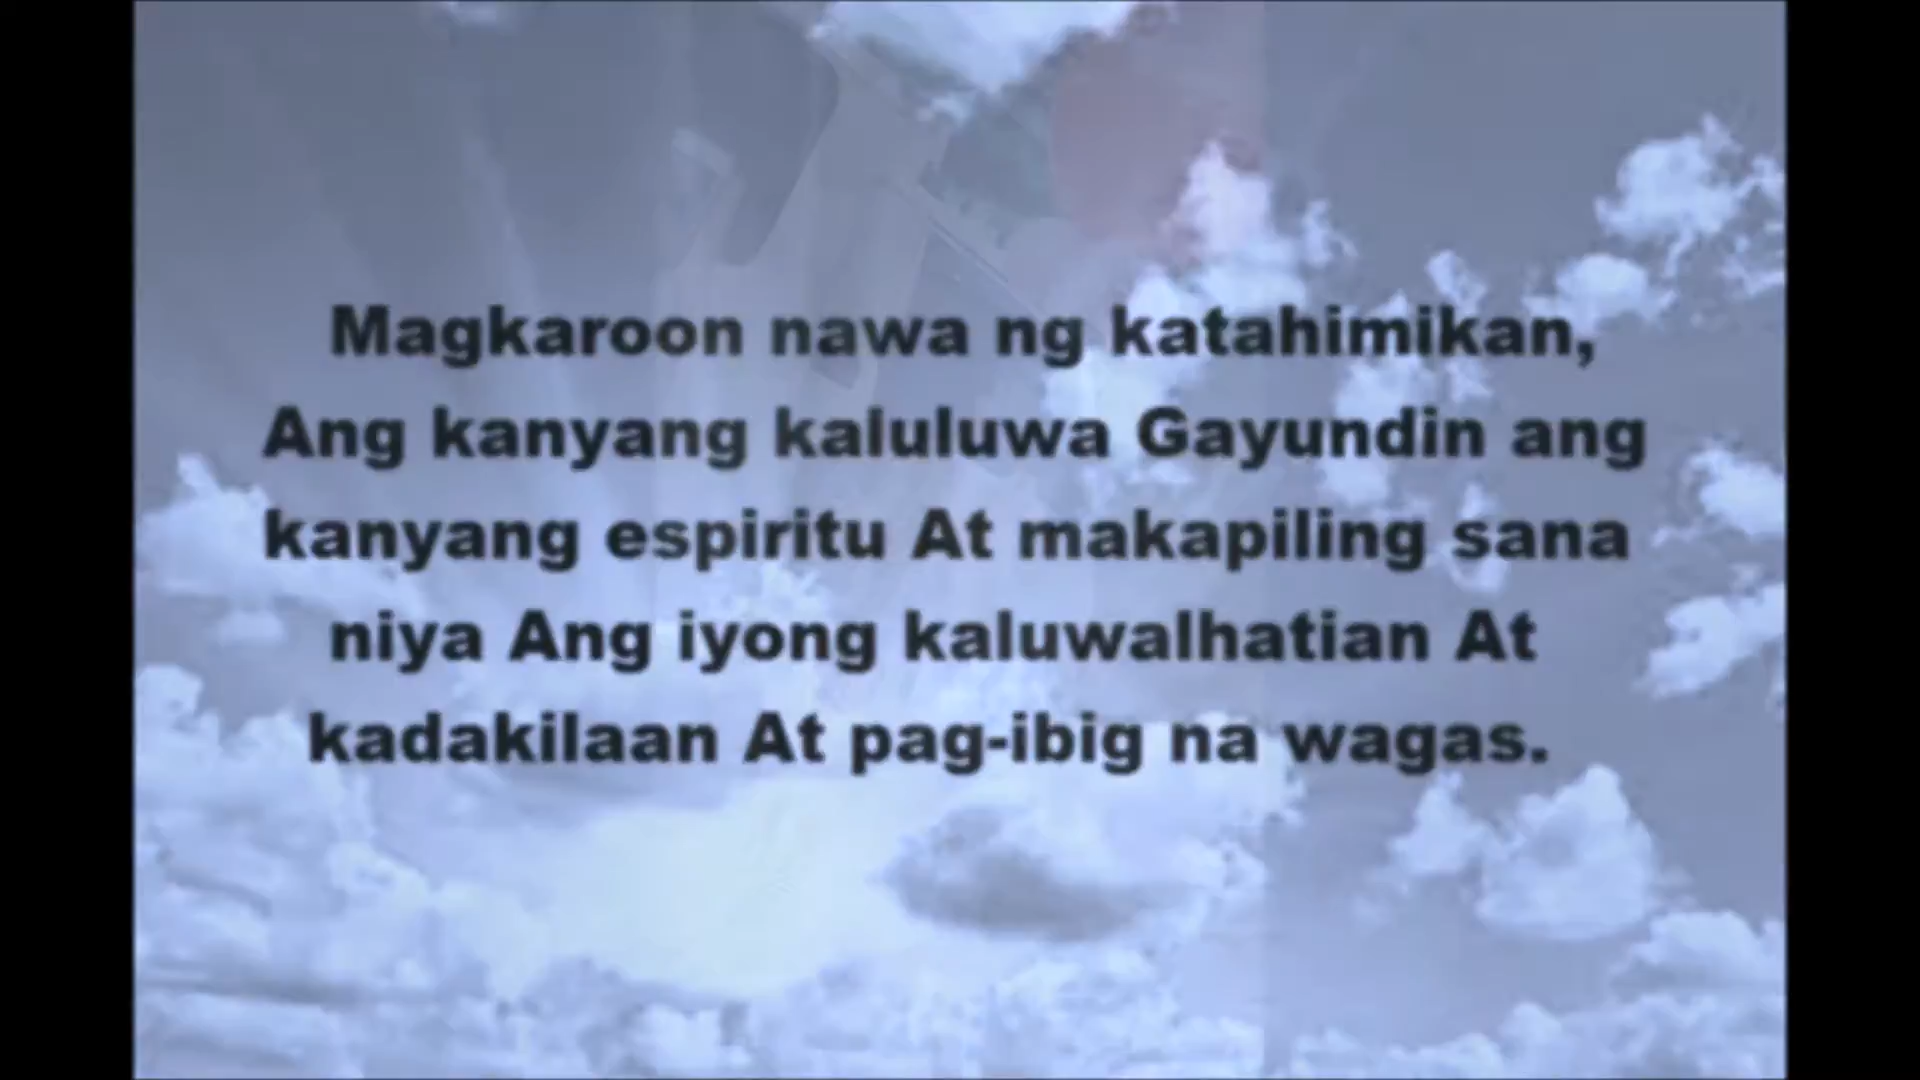 Magkaroon nawa ng katahimikan,
Ang kanyang kaluluwa Gayundin ang
kanyang espiritu At makapiling sana
niya Ang iyong kaluwalhatian At
kadakilaan At pag-ibig na wagas.